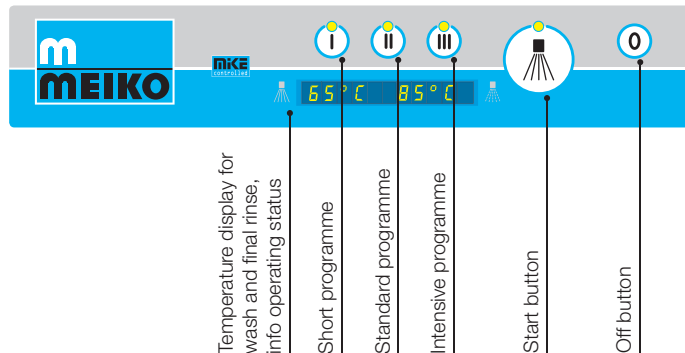 m
MEIKO
MiKE
controlled
I
II
III
0
65°C 85°C
Temperature display for
wash and final rinse,
info operating status
Short programme
Standard programme
Intensive programme
Start button
Off button